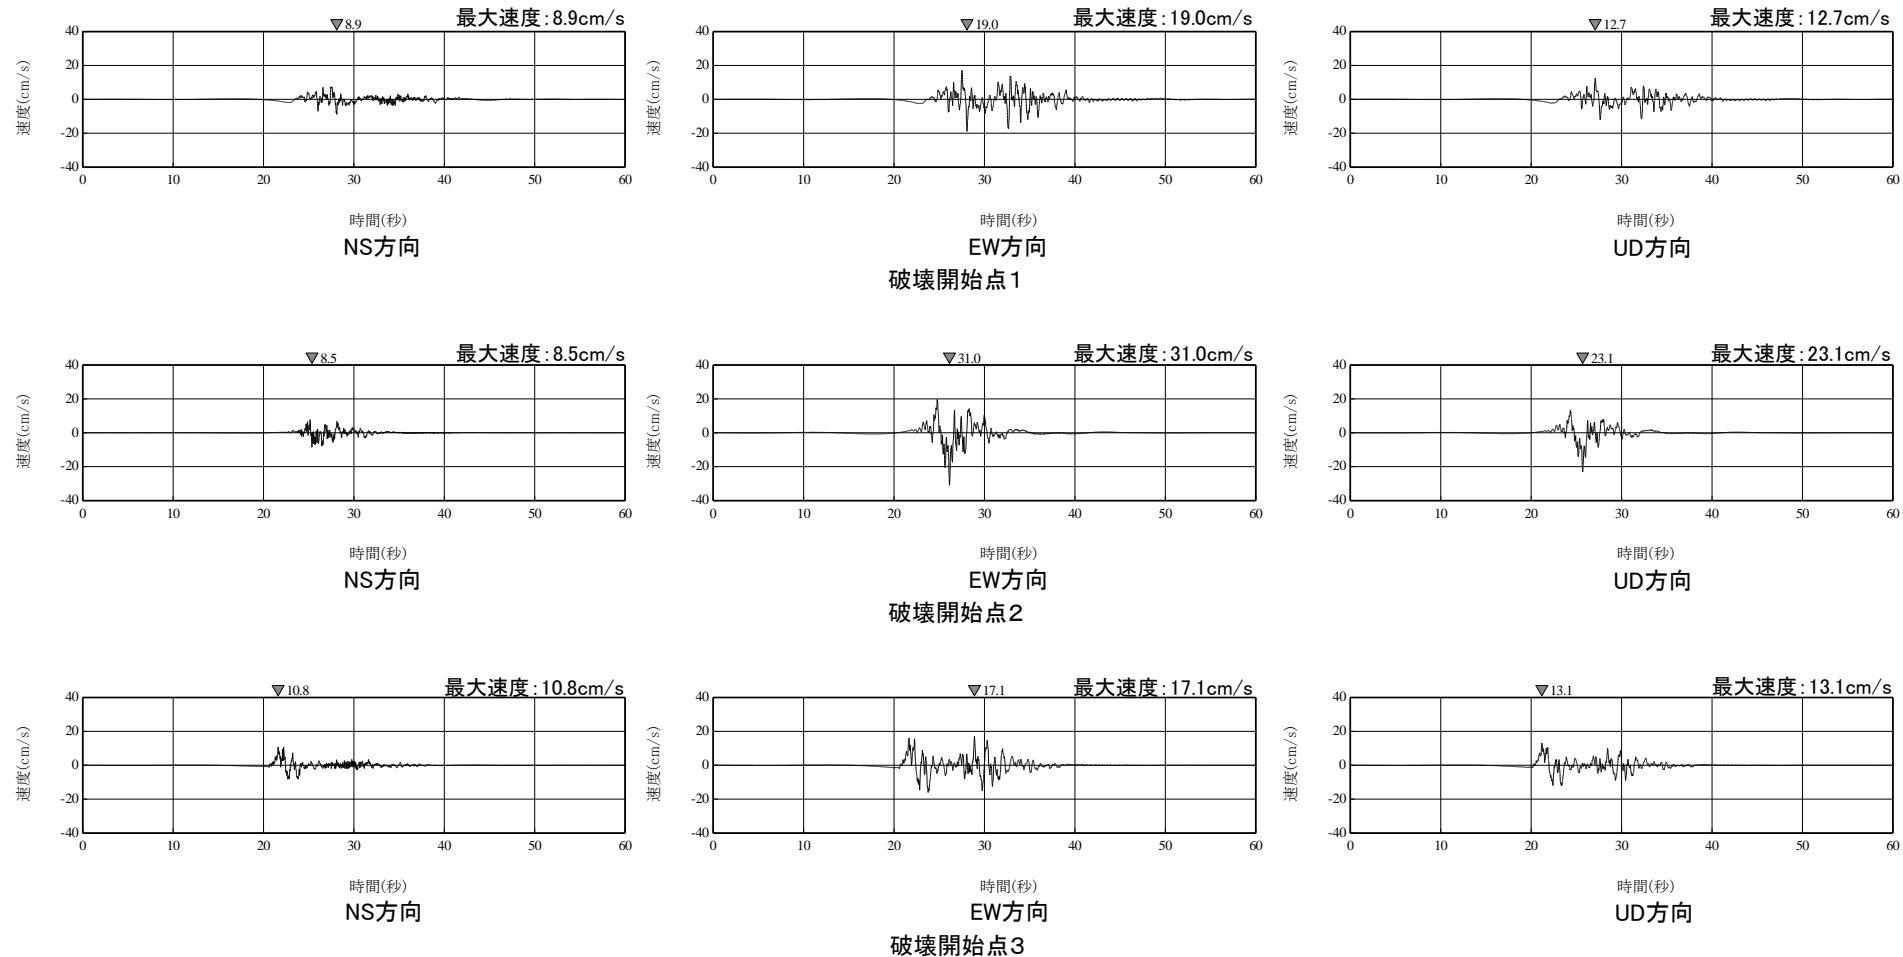 最大速度:8.9cm/s
8.9
速度(cm/s)
40
20
0
-20
-40
0 10 20 30 40 50 60
時間(秒)
NS方向
最大速度:19.0cm/s
19.0
速度(cm/s)
40
20
0
-20
-40
0 10 20 30 40 50 60
時間(秒)
EW方向
最大速度:12.7cm/s
12.7
速度(cm/s)
40
20
0
-20
-40
0 10 20 30 40 50 60
時間(秒)
UD方向
破壊開始点1
最大速度:8.5cm/s
8.5
速度(cm/s)
40
20
0
-20
-40
0 10 20 30 40 50 60
時間(秒)
NS方向
最大速度:31.0cm/s
31.0
速度(cm/s)
40
20
0
-20
-40
0 10 20 30 40 50 60
時間(秒)
EW方向
最大速度:23.1cm/s
23.1
速度(cm/s)
40
20
0
-20
-40
0 10 20 30 40 50 60
時間(秒)
UD方向
破壊開始点2
最大速度:10.8cm/s
10.8
速度(cm/s)
40
20
0
-20
-40
0 10 20 30 40 50 60
時間(秒)
NS方向
最大速度:17.1cm/s
17.1
速度(cm/s)
40
20
0
-20
-40
0 10 20 30 40 50 60
時間(秒)
EW方向
最大速度:13.1cm/s
13.1
速度(cm/s)
40
20
0
-20
-40
0 10 20 30 40 50 60
時間(秒)
UD方向
破壊開始点3